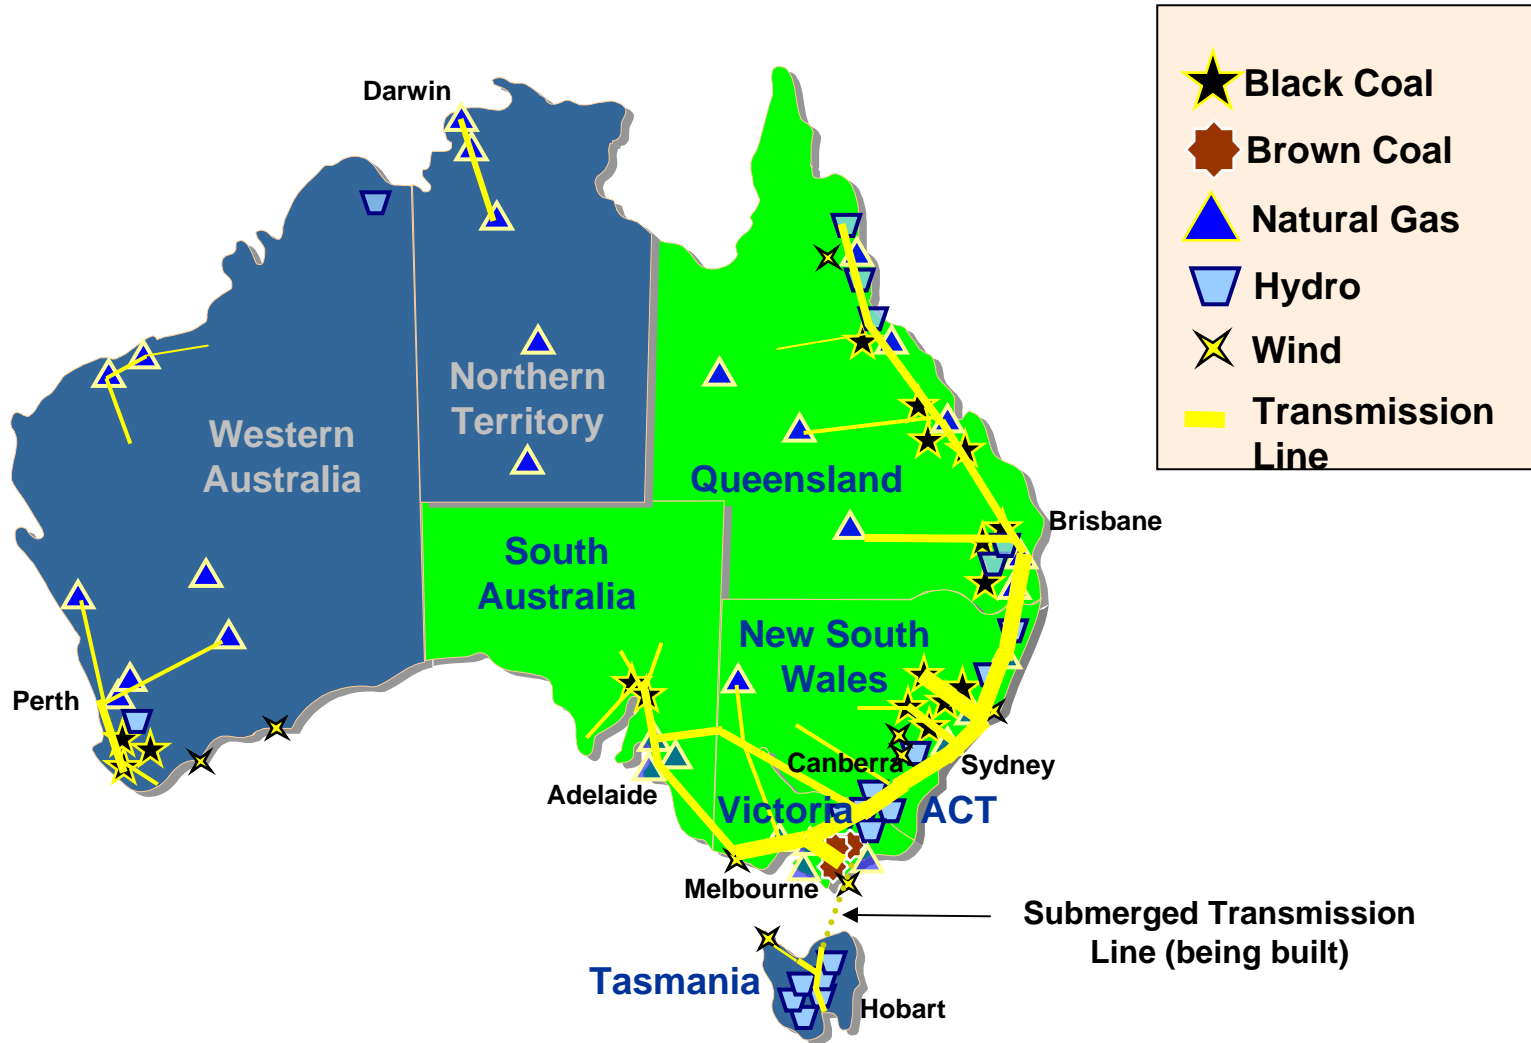 Darwin
Black Coal
Brown Coal
Natural Gas
Hydro
Wind
Transmission
Line
Northern
Territory
Western
Australia
Queensland
Brisbane
South
Australia
New South
Wales
Perth
Canberra
Sydney
Adelaide
Victoria
ACT
Melbourne
Submerged Transmission
Line (being built)
Tasmania
Hobart